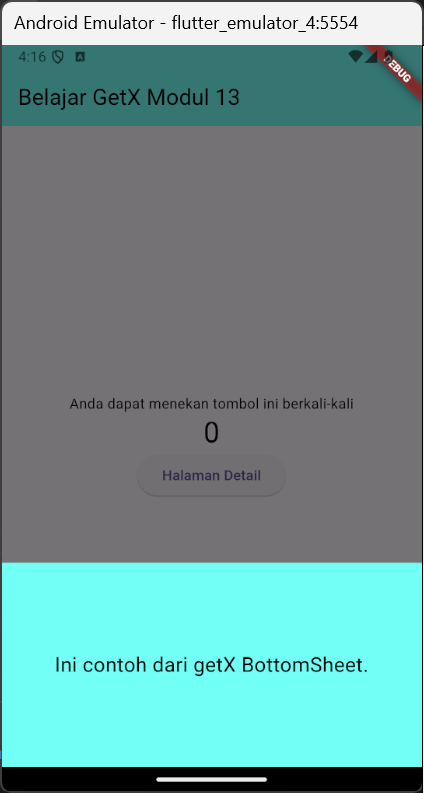 Android Emulator - flutter_emulator_4:5554
4:16
DEBUG
Belajar GetX Modul 13
Anda dapat menekan tombol ini berkali-kali
0
Halaman Detail
Ini contoh dari getX BottomSheet.